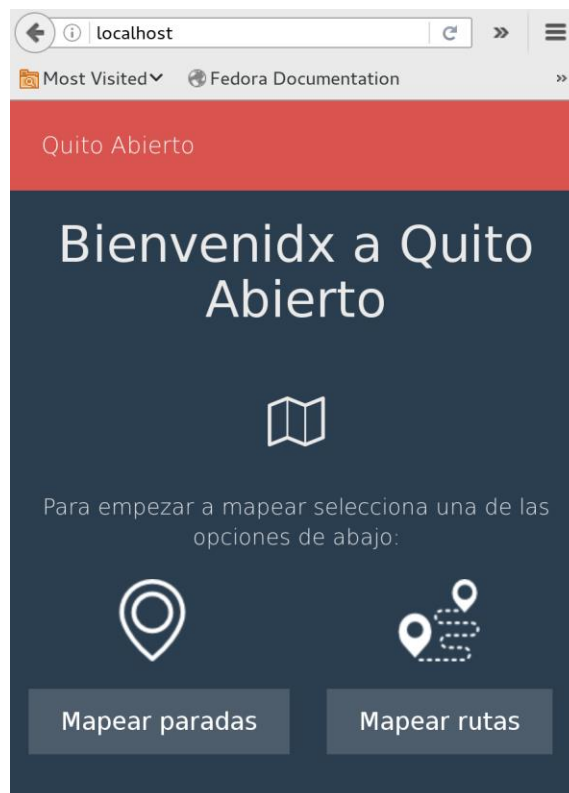 localhost
Most Visited
Fedora Documentation
Quito Abierto
Bienvenidx a Quito
Abierto
Para empezar a mapear selecciona una de las
opciones de abajo:
Mapear paradas
Mapear rutas